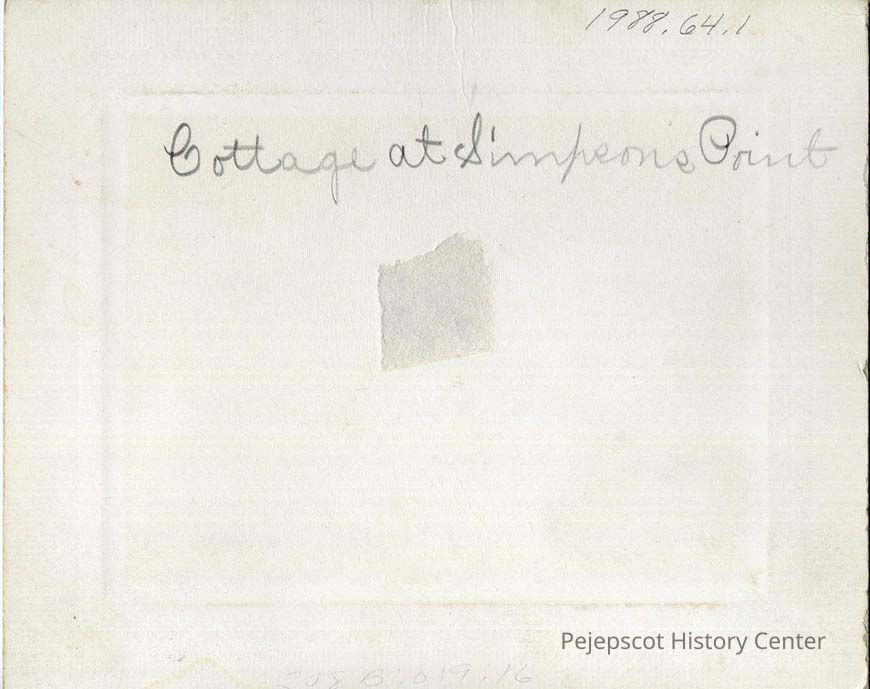 1988.64.1
Cottage at Simpson's Point
Pejepscot History Center